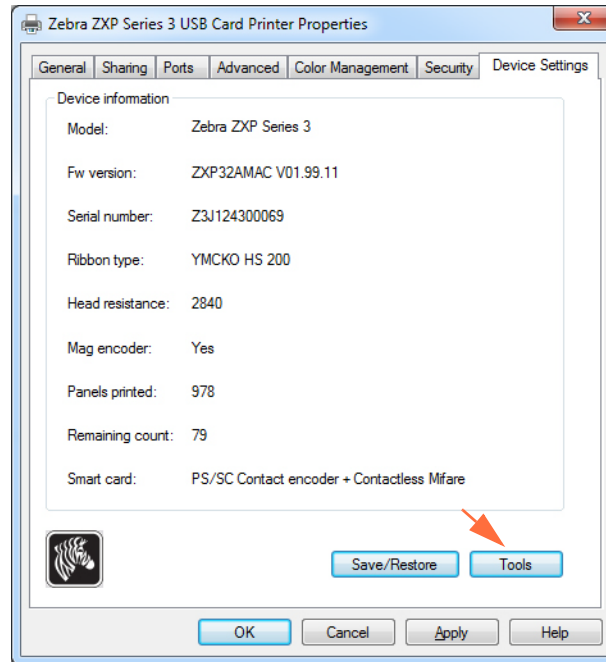 Zebra ZXP Series 3 USB Card Printer Properties
General Sharing Ports Advanced Color Management Security Device Settings
Device information
Model: Zebra ZXP Series 3
Fw version: ZXP32AMAC V01.99.11
Serial number: Z3J124300069
Ribbon type: YMCKO HS 200
Head resistance: 2840
Mag encoder: Yes
Panels printed: 978
Remaining count: 79
Smart card: PS/SC Contact encoder + Contactless Mifare
Save/Restore Tools
OK Cancel Apply Help